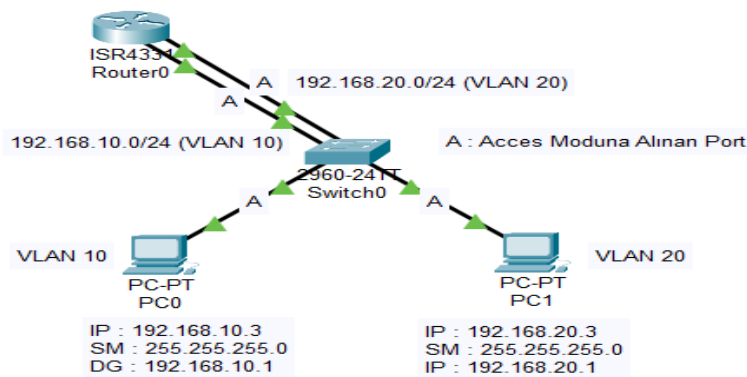 ISR4331
Router0
A
192.168.20.0/24 (VLAN 20)
A
192.168.10.0/24 (VLAN 10)
A : Acces Moduna Alınan Port
2960-24TT
Switch0
A
A
VLAN 10
PC-PT
PC0
VLAN 20
PC-PT
PC1
IP : 192.168.10.3
SM : 255.255.255.0
DG : 192.168.10.1
IP : 192.168.20.3
SM : 255.255.255.0
IP : 192.168.20.1